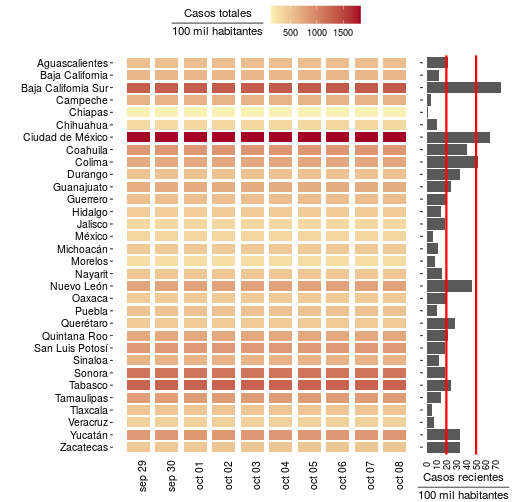 Casos totales
100 mil habitantes
500 1000 1500
Aguascalientes
Baja California
Baja California Sur
Campeche
Chiapas
Chihuahua
Ciudad de México
Coahuila
Colima
Durango
Guanajuato
Guerrero
Hidalgo
Jalisco
México
Michoacán
Morelos
Nayarit
Nuevo León
Oaxaca
Puebla
Querétaro
Quintana Roo
San Luis Potosí
Sinaloa
Sonora
Tabasco
Tamaulipas
Tlaxcala
Veracruz
Yucatán
Zacatecas
sep 29 sep 30 oct 01 oct 02 oct 03 oct 04 oct 05 oct 06 oct 07 oct 08
0 10 20 30 40 50 60 70
Casos recientes
100 mil habitantes